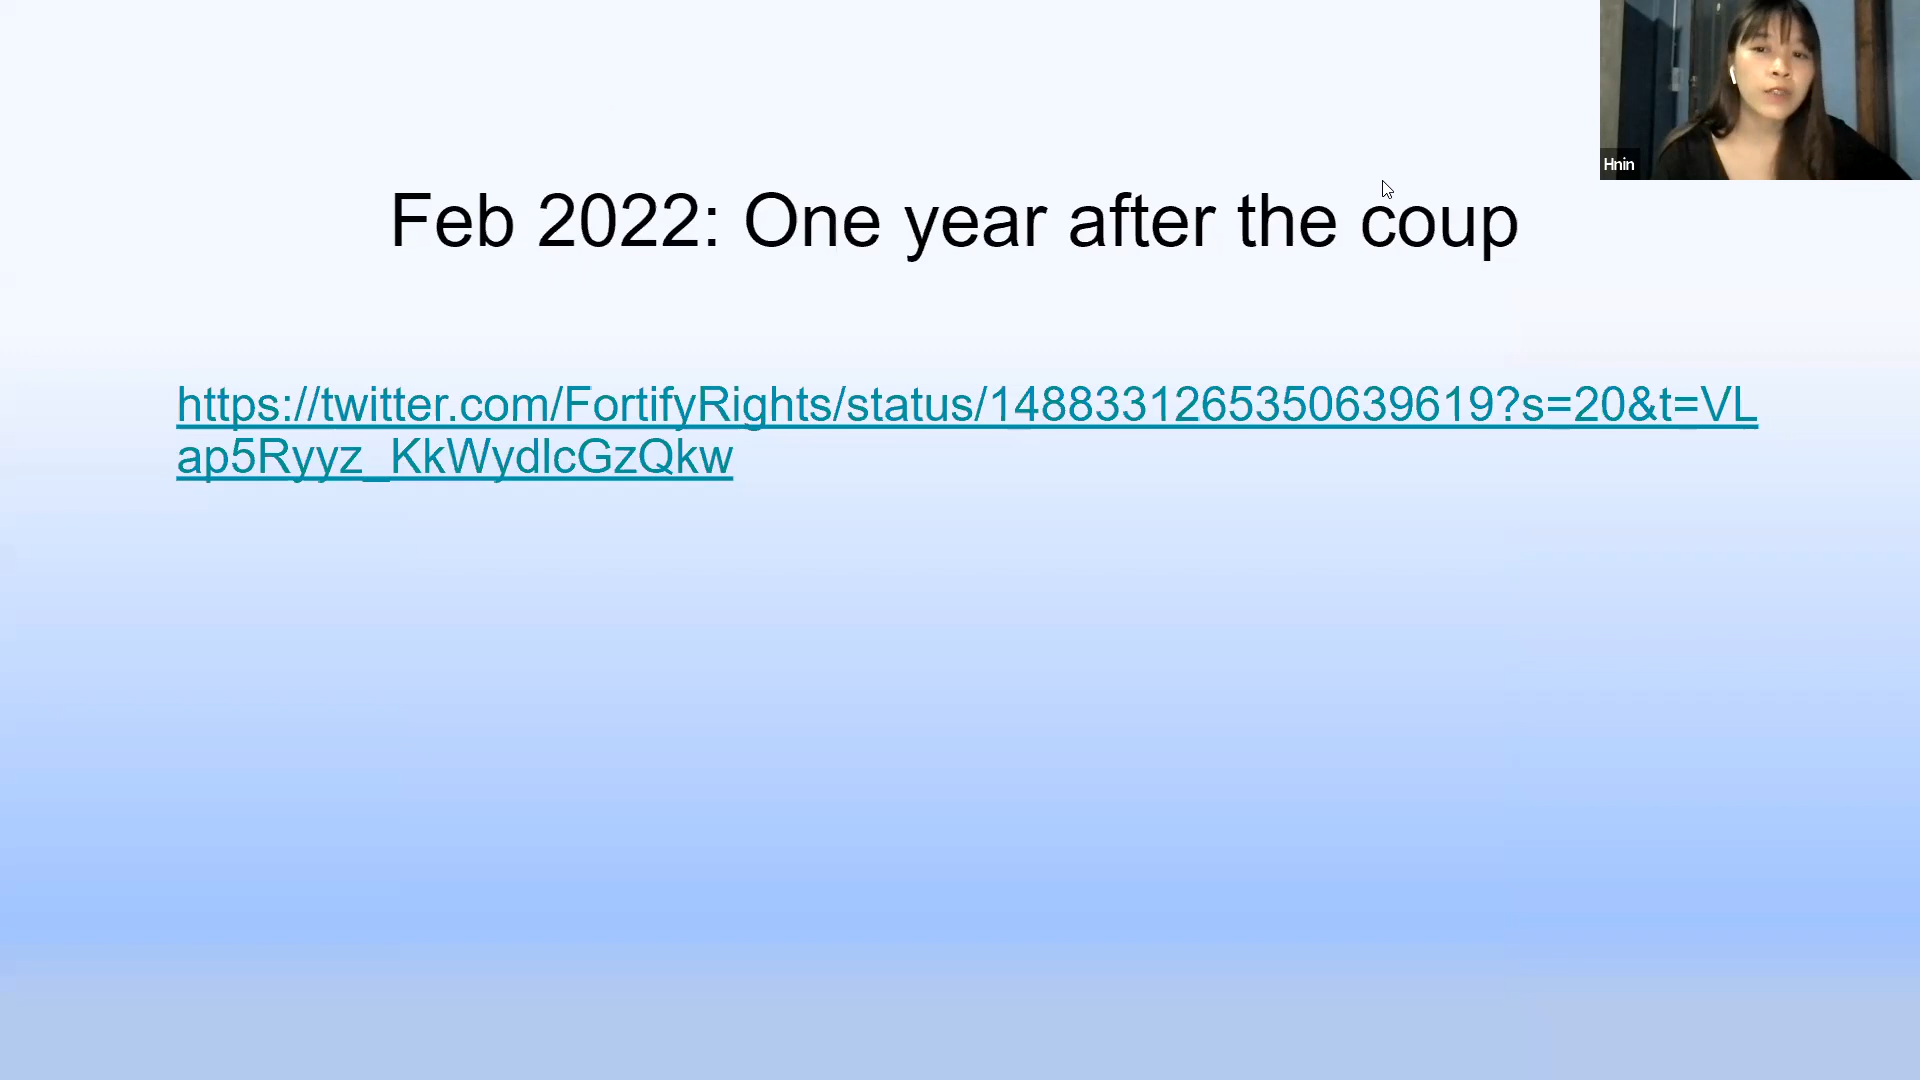 Hnin
Feb 2022: One year after the coup
https://twitter.com/FortifyRights/status/1488331265350639619?s=20&t=VL
ap5Ryyz_KkWydlcGzQkw